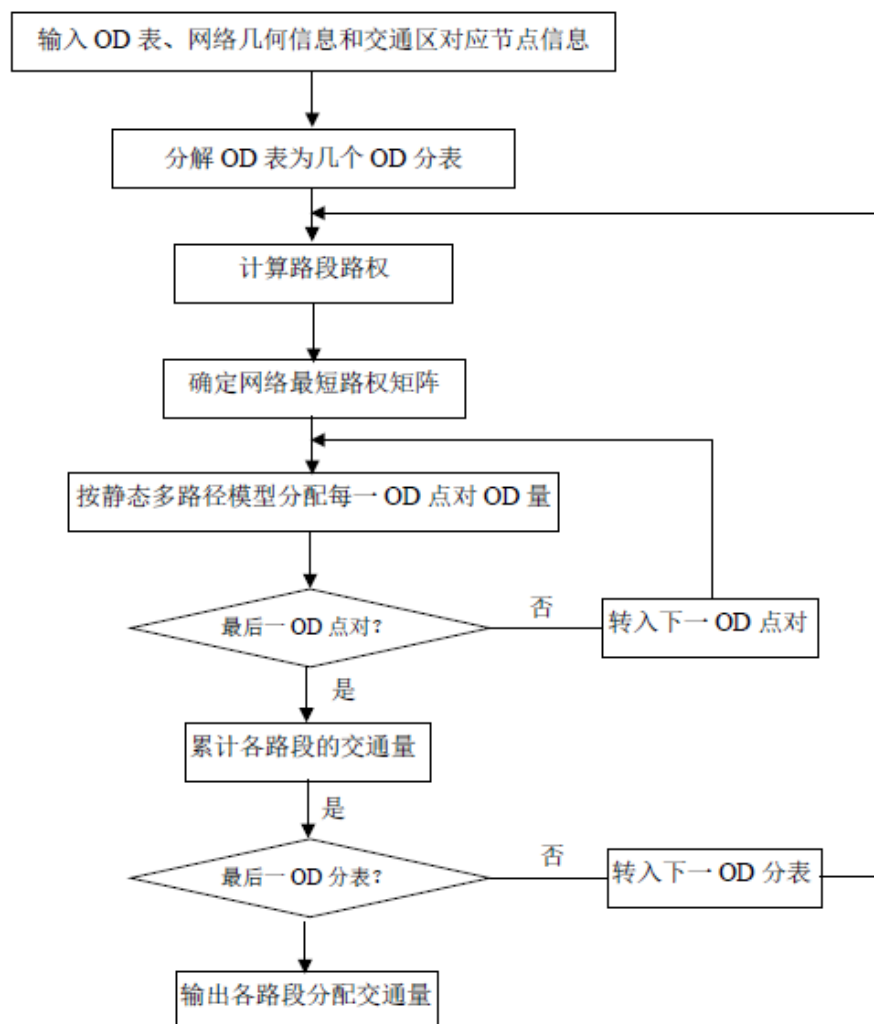 输入 OD 表、网络几何信息和交通区对应节点信息
分解 OD 表为几个 OD 分表
计算路段路权
确定网络最短路权矩阵
按静态多路径模型分配每一 OD 点对 OD 量
最后一 OD 点对？
否
转入下一 OD 点对
是
累计各路段的交通量
是
最后一 OD 分表？
否
转入下一 OD 分表
输出各路段分配交通量